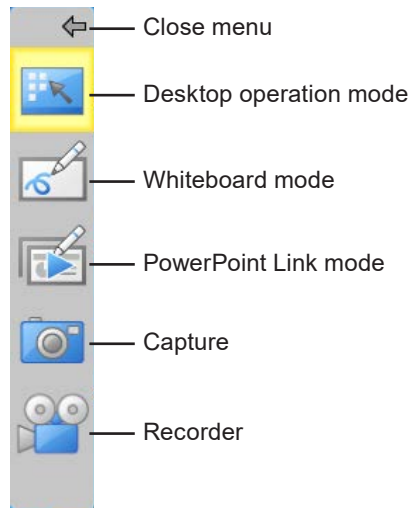 Close menu
Desktop operation mode
Whiteboard mode
PowerPoint Link mode
Capture
Recorder